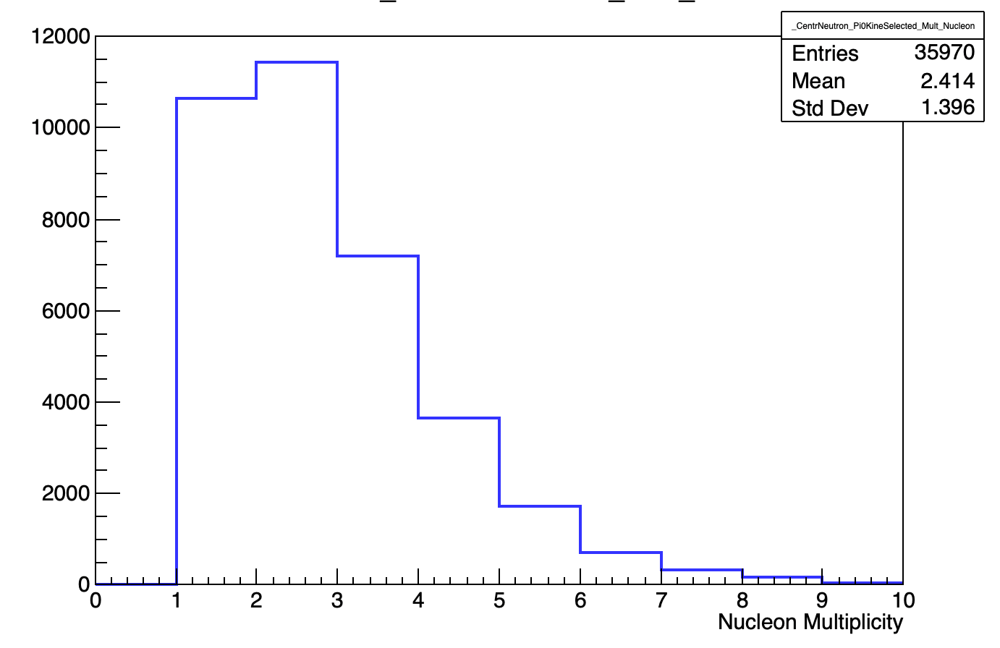 _CentrNeutron_Pi0KineSelected_Mult_Nucleon
Entries 35970
Mean 2.414
Std Dev 1.396
12000
10000
8000
6000
4000
2000
0
0 1 2 3 4 5 6 7 8 9 10
Nucleon Multiplicity